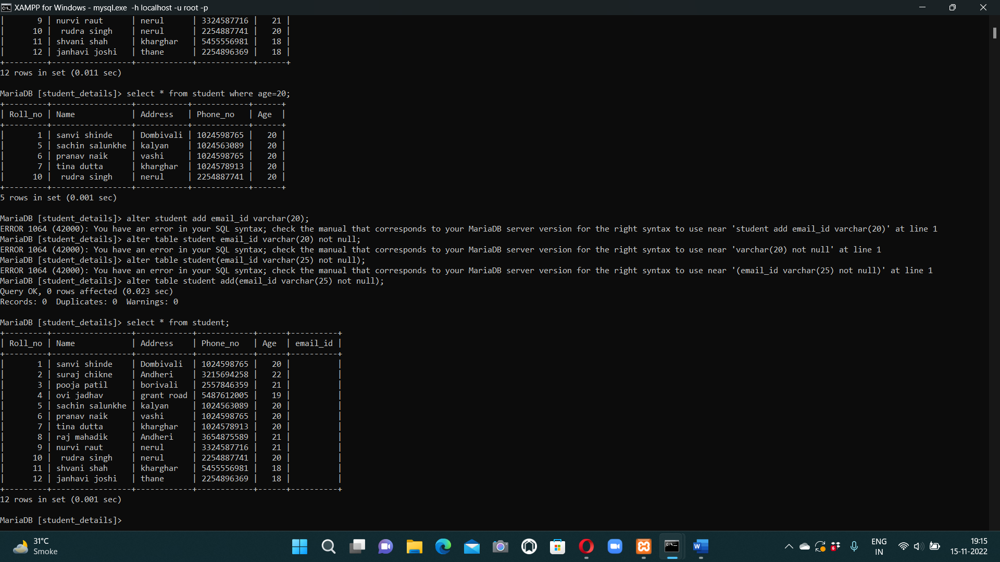 XAMPP for Windows - mysql.exe -h localhost -u root -p
|       9 | nurvi raut      | nerul      | 3324587716 |   21 |
|      10 |  rudra singh    | nerul      | 2254887741 |   20 |
|      11 | shvani shah     | kharghar   | 5455556981 |   18 |
|      12 | janhavi joshi   | thane      | 2254896369 |   18 |
+---------+-----------------+------------+------------+------+
12 rows in set (0.011 sec)
MariaDB [student_details]> select * from student where age=20;
+---------+-----------------+-----------+------------+------+
| Roll_no | Name            | Address   | Phone_no   | Age  |
+---------+-----------------+-----------+------------+------+
|       1 | sanvi shinde    | Dombivali | 1024598765 |   20 |
|       5 | sachin salunkhe | kalyan    | 1024563089 |   20 |
|       6 | pranav naik     | vashi     | 1024598765 |   20 |
|       7 | tina dutta      | kharghar  | 1024578913 |   20 |
|      10 |  rudra singh    | nerul     | 2254887741 |   20 |
+---------+-----------------+-----------+------------+------+
5 rows in set (0.001 sec)
MariaDB [student_details]> alter student add email_id varchar(20);
ERROR 1064 (42000): You have an error in your SQL syntax; check the manual that corresponds to your MariaDB server version for the right syntax to use near 'student add email_id varchar(20)' at line 1
MariaDB [student_details]> alter table student email_id varchar(20) not null;
ERROR 1064 (42000): You have an error in your SQL syntax; check the manual that corresponds to your MariaDB server version for the right syntax to use near 'varchar(20) not null' at line 1
MariaDB [student_details]> alter table student(email_id varchar(25) not null);
ERROR 1064 (42000): You have an error in your SQL syntax; check the manual that corresponds to your MariaDB server version for the right syntax to use near '(email_id varchar(25) not null)' at line 1
MariaDB [student_details]> alter table student add(email_id varchar(25) not null);
Query OK, 0 rows affected (0.023 sec)
Records: 0  Duplicates: 0  Warnings: 0
MariaDB [student_details]> select * from student;
+---------+-----------------+------------+------------+------+----------+
| Roll_no | Name            | Address    | Phone_no   | Age  | email_id |
+---------+-----------------+------------+------------+------+----------+
|       1 | sanvi shinde    | Dombivali  | 1024598765 |   20 |          |
|       2 | suraj chikne    | Andheri    | 3215694258 |   22 |          |
|       3 | pooja patil     | borivali   | 2557846359 |   21 |          |
|       4 | ovi jadhav      | grant road | 5487612005 |   19 |          |
|       5 | sachin salunkhe | kalyan     | 1024563089 |   20 |          |
|       6 | pranav naik     | vashi      | 1024598765 |   20 |          |
|       7 | tina dutta      | kharghar   | 1024578913 |   20 |          |
|       8 | raj mahadik     | Andheri    | 3654875589 |   21 |          |
|       9 | nurvi raut      | nerul      | 3324587716 |   21 |          |
|      10 |  rudra singh    | nerul      | 2254887741 |   20 |          |
|      11 | shvani shah     | kharghar   | 5455556981 |   18 |          |
|      12 | janhavi joshi   | thane      | 2254896369 |   18 |          |
+---------+-----------------+------------+------------+------+----------+
12 rows in set (0.001 sec)
MariaDB [student_details]>
31°C
Smoke
ENG
IN
19:15
15-11-2022